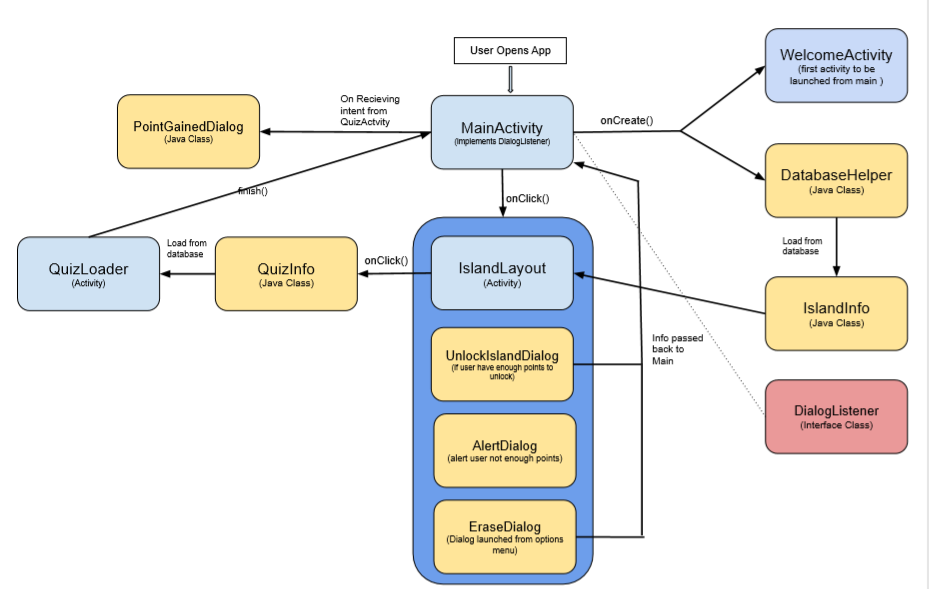 User Opens App
WelcomeActivity
(first activity to be
launched from main )
On Recieving
intent from
QuizActvity
PointGainedDialog
(Java Class)
MainActivity
(implements DialogListener)
onCreate()
DatabaseHelper
(Java Class)
finish()
onClick()
Load from
database
QuizLoader
(Activity)
Load from
database
QuizInfo
(Java Class)
onClick()
IslandLayout
(Activity)
IslandInfo
(Java Class)
UnlockIslandDialog
(if user have enough points to
unlock)
Info passed
back to
Main
DialogListener
(Interface Class)
AlertDialog
(alert user not enough points)
EraseDialog
(Dialog launched from options
menu)